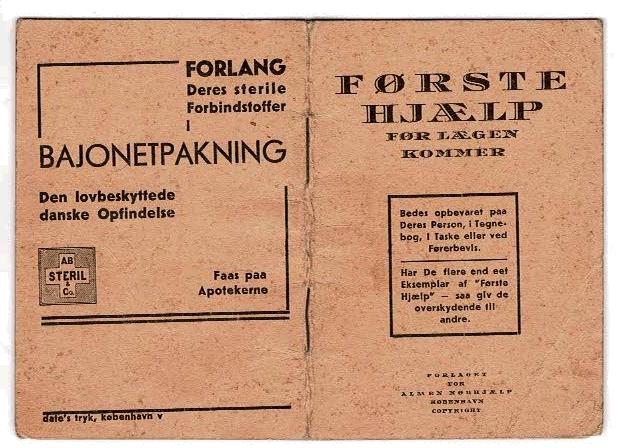 FORLANG
Deres sterile
Forbindstoffer
I
BAJONETPAKNING
Den lovbeskyttede
danske Opfindelse
AB
STERIL
&
Co.
Faas paa
Apotekerne
date's tryk, københavn v
FØRSTE
HJÆLP
FØR LÆGEN
KOMMER
Bedes opbevaret paa
Deres Person, i Tegne-
bog, i Taske eller ved
Førerbevis.
Har De flere end eet
Eksemplar af "Første
Hjælp" — saa giv de
overskydende til
andre.
FORLAGET
FOR
ALMEN NØDHJÆLP
KØBENHAVN
COPYRIGHT